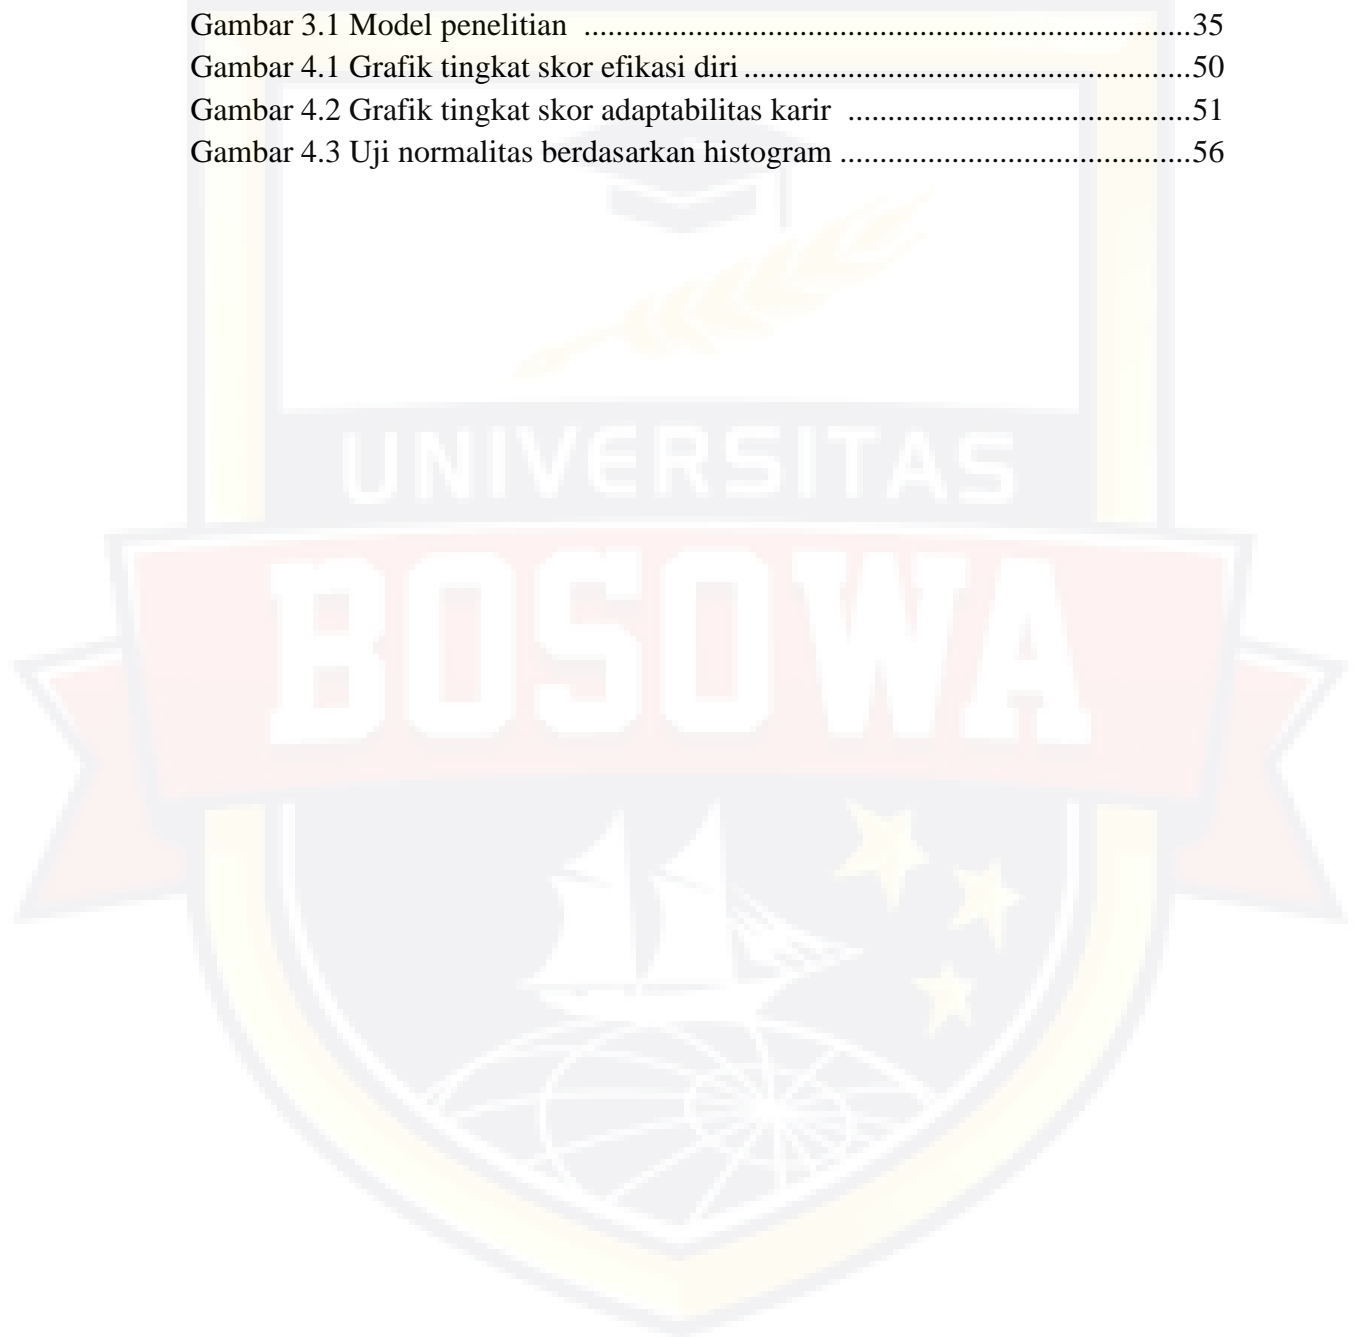 Gambar 3.1 Model penelitian ............................................................................35
Gambar 4.1 Grafik tingkat skor efikasi diri ........................................................50
Gambar 4.2 Grafik tingkat skor adaptabilitas karir ...........................................51
Gambar 4.3 Uji normalitas berdasarkan histogram ............................................56
UNIVERSITAS
BOSOWA